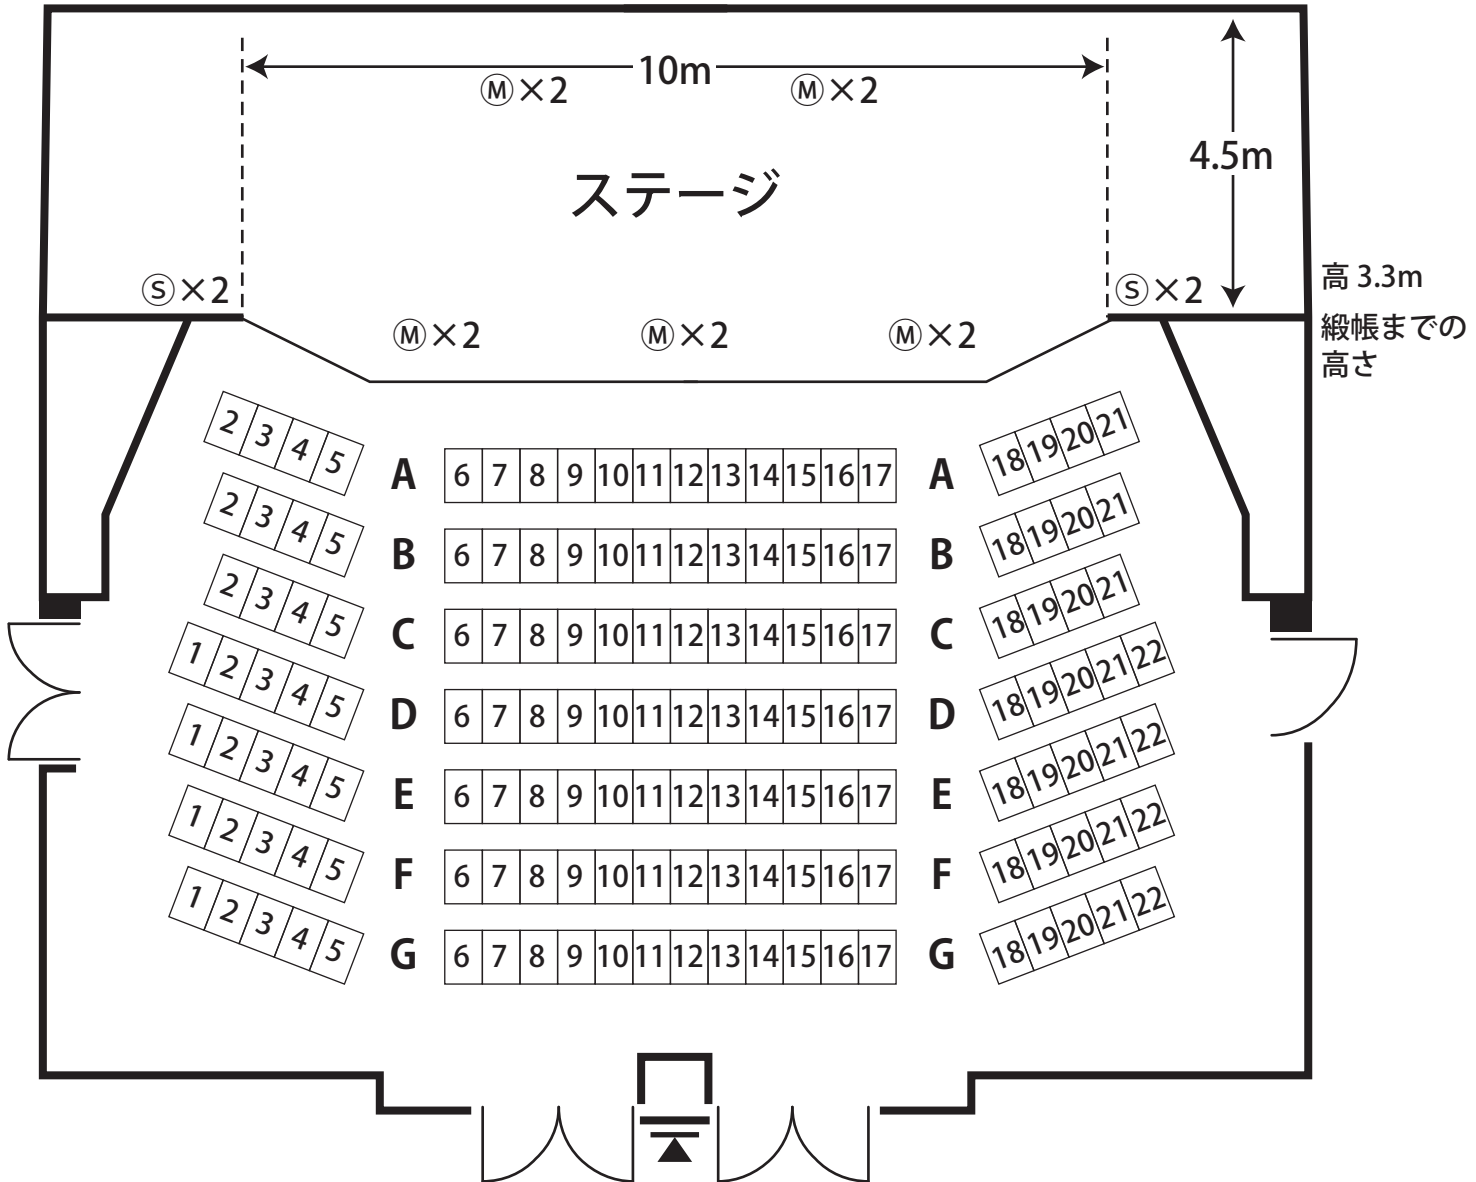 10m
Ⓜ×2 Ⓜ×2
4.5m
ステージ
Ⓢ×2 Ⓢ×2
高 3.3m
緞帳までの
高さ
Ⓜ×2 Ⓜ×2 Ⓜ×2
2 3 4 5 A 6 7 8 9 10 11 12 13 14 15 16 17 A 18 19 20 21
2 3 4 5 B 6 7 8 9 10 11 12 13 14 15 16 17 B 18 19 20 21
2 3 4 5 C 6 7 8 9 10 11 12 13 14 15 16 17 C 18 19 20 21
1 2 3 4 5 D 6 7 8 9 10 11 12 13 14 15 16 17 D 18 19 20 21 22
1 2 3 4 5 E 6 7 8 9 10 11 12 13 14 15 16 17 E 18 19 20 21 22
1 2 3 4 5 F 6 7 8 9 10 11 12 13 14 15 16 17 F 18 19 20 21 22
1 2 3 4 5 G 6 7 8 9 10 11 12 13 14 15 16 17 G 18 19 20 21 22